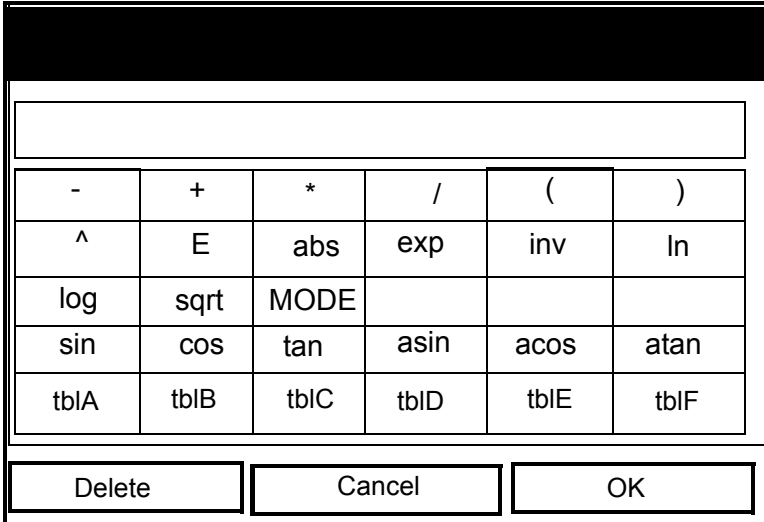 - + * / ( )
^ E abs exp inv ln
log sqrt MODE
sin cos tan asin acos atan
tblA tblB tblC tblD tblE tblF
Delete Cancel OK